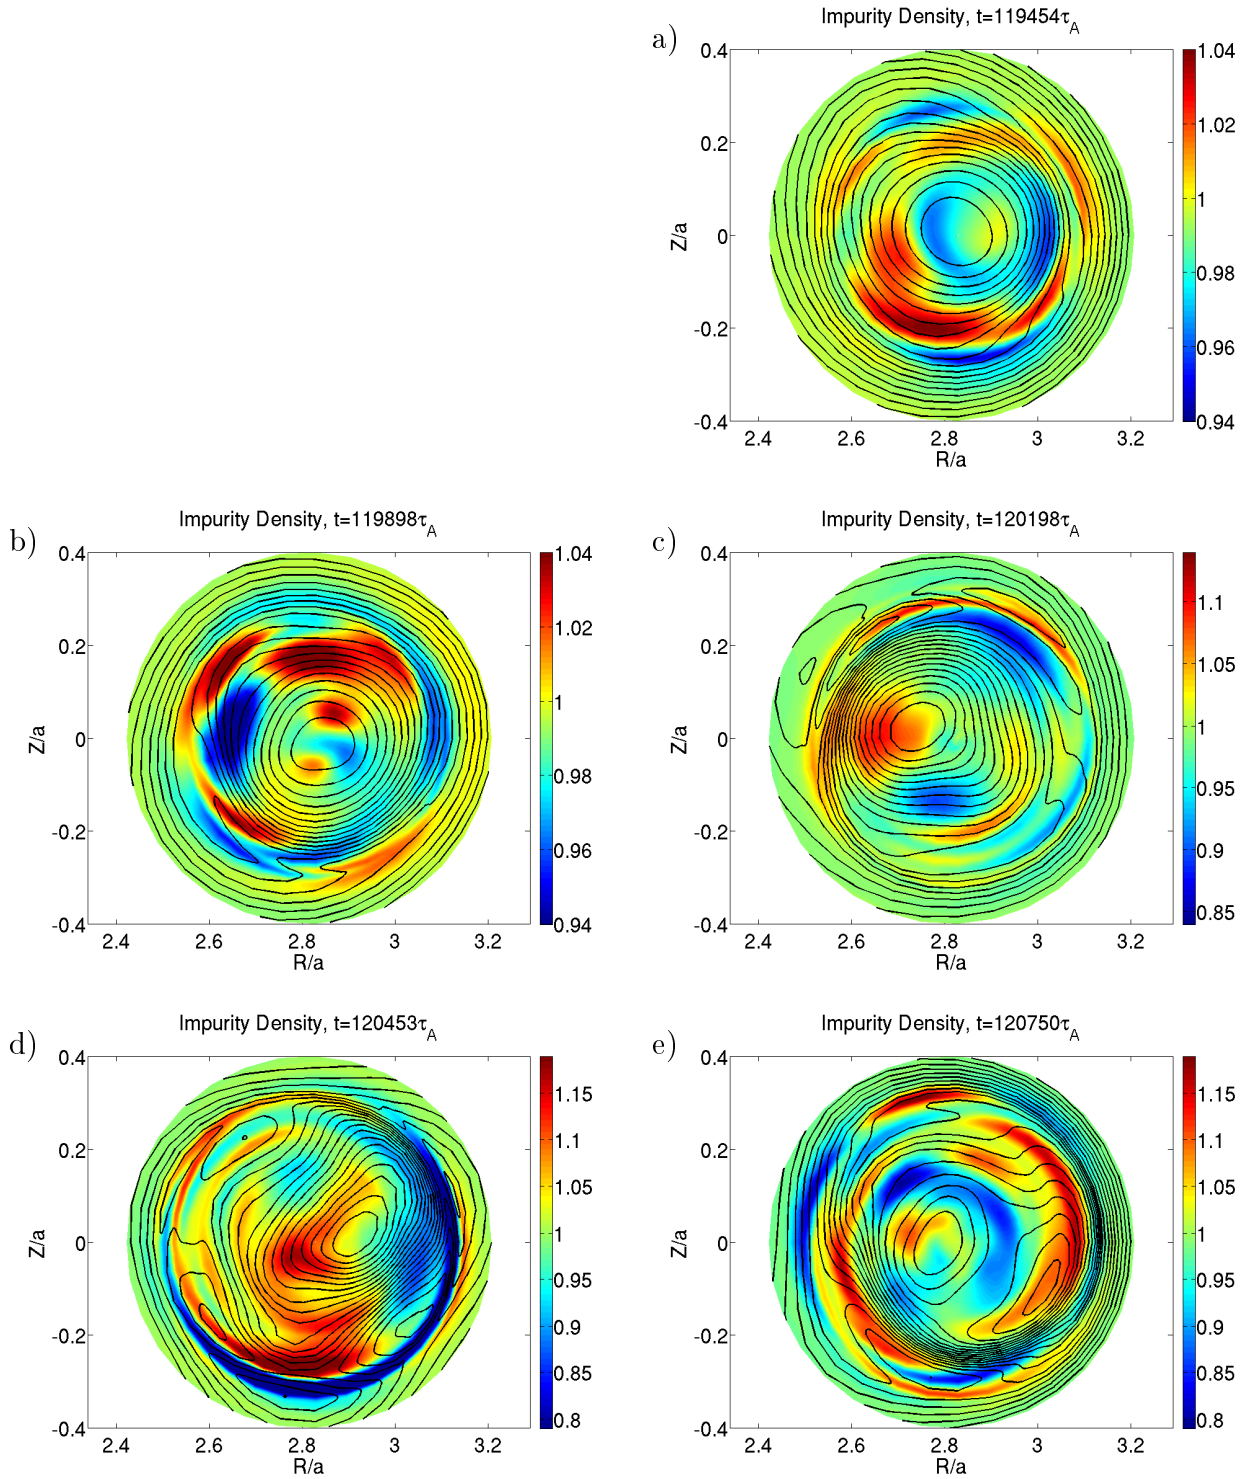 a)
Impurity Density, t=119454τ_A
0.4
0.2
0
-0.2
-0.4
Z/a
2.4 2.6 2.8 3 3.2
R/a
1.04
1.02
1
0.98
0.96
0.94
b)
Impurity Density, t=119898τ_A
0.4
0.2
0
-0.2
-0.4
Z/a
2.4 2.6 2.8 3 3.2
R/a
1.04
1.02
1
0.98
0.96
0.94
c)
Impurity Density, t=120198τ_A
0.4
0.2
0
-0.2
-0.4
Z/a
2.4 2.6 2.8 3 3.2
R/a
1.1
1.05
1
0.95
0.9
0.85
d)
Impurity Density, t=120453τ_A
0.4
0.2
0
-0.2
-0.4
Z/a
2.4 2.6 2.8 3 3.2
R/a
1.15
1.1
1.05
1
0.95
0.9
0.85
0.8
e)
Impurity Density, t=120750τ_A
0.4
0.2
0
-0.2
-0.4
Z/a
2.4 2.6 2.8 3 3.2
R/a
1.15
1.1
1.05
1
0.95
0.9
0.85
0.8